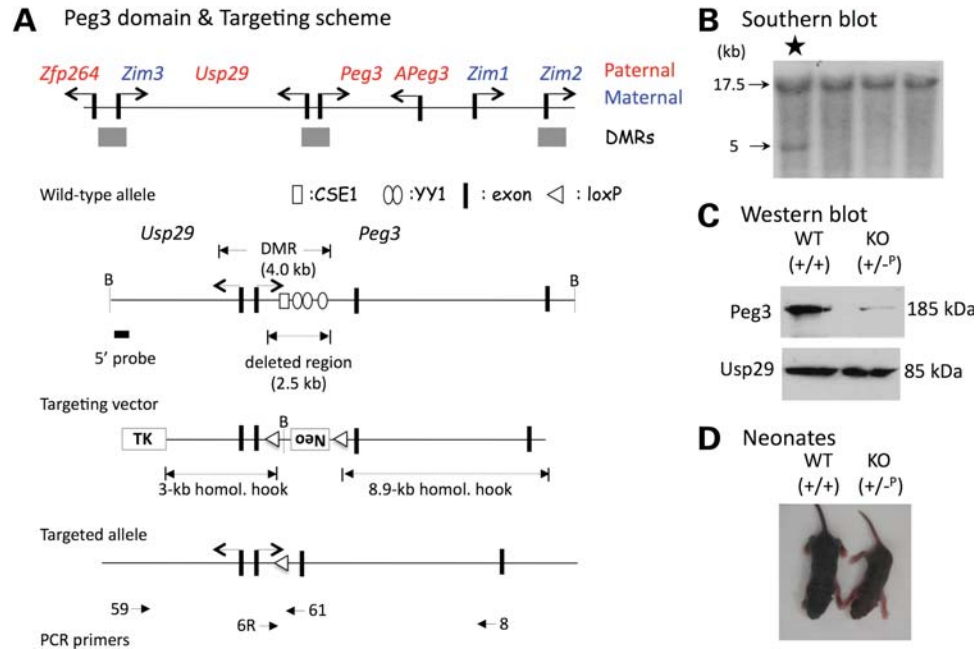 A Peg3 domain & Targeting scheme
Zfp264 Zim3 Usp29 Peg3 APeg3 Zim1 Zim2
Paternal
Maternal
DMRs
Wild-type allele
:CSE1 :YY1 : exon : loxP
Usp29 DMR Peg3
(4.0 kb)
B B
5' probe
deleted region
(2.5 kb)
Targeting vector
TK B Neo
3-kb homol. hook 8.9-kb homol. hook
Targeted allele
59 61
6R 8
PCR primers
B Southern blot
(kb)
17.5
5
C Western blot
WT KO
(+/+) (+/-ᴾ)
Peg3 185 kDa
Usp29 85 kDa
D Neonates
WT KO
(+/+) (+/-ᴾ)